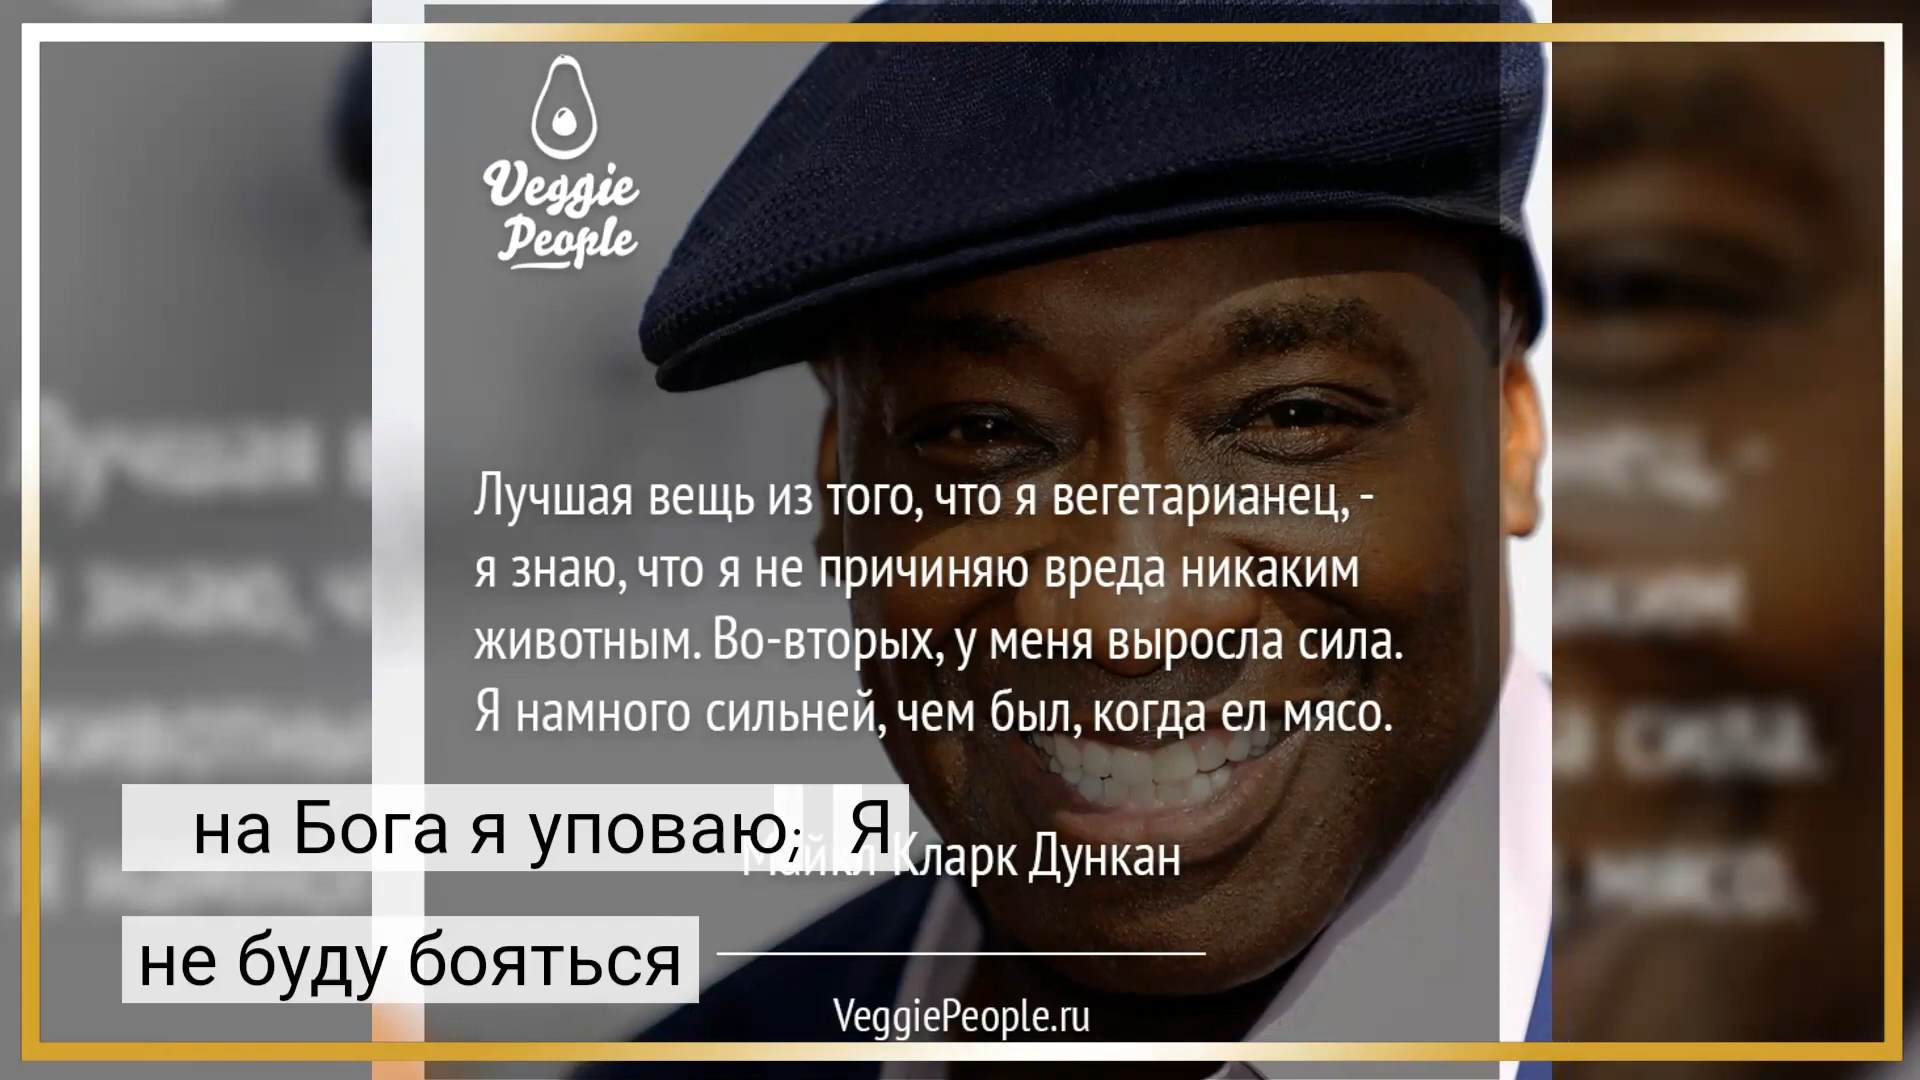 Veggie
People
Лучшая вещь из того, что я вегетарианец, -
я знаю, что я не причиняю вреда никаким
животным. Во-вторых, у меня выросла сила.
Я намного сильней, чем был, когда ел мясо.
на Бога я уповаю; Я
Майкл Кларк Дункан
не буду бояться
VeggiePeople.ru